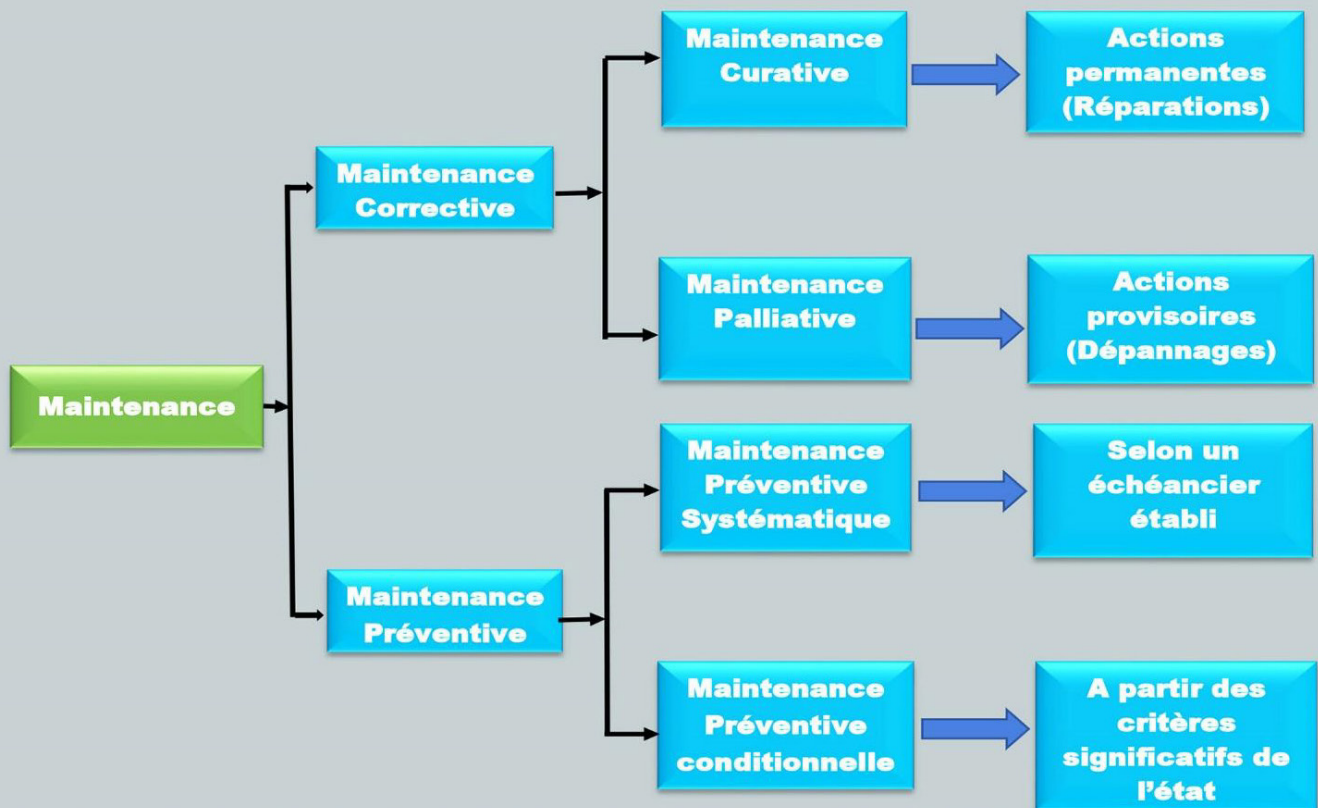 Maintenance
Maintenance
Corrective
Maintenance
Curative
Actions
permanentes
(Réparations)
Maintenance
Palliative
Actions
provisoires
(Dépannages)
Maintenance
Préventive
Maintenance
Préventive
Systématique
Selon un
échéancier
établi
Maintenance
Préventive
conditionnelle
A partir des
critères
significatifs de
l’état